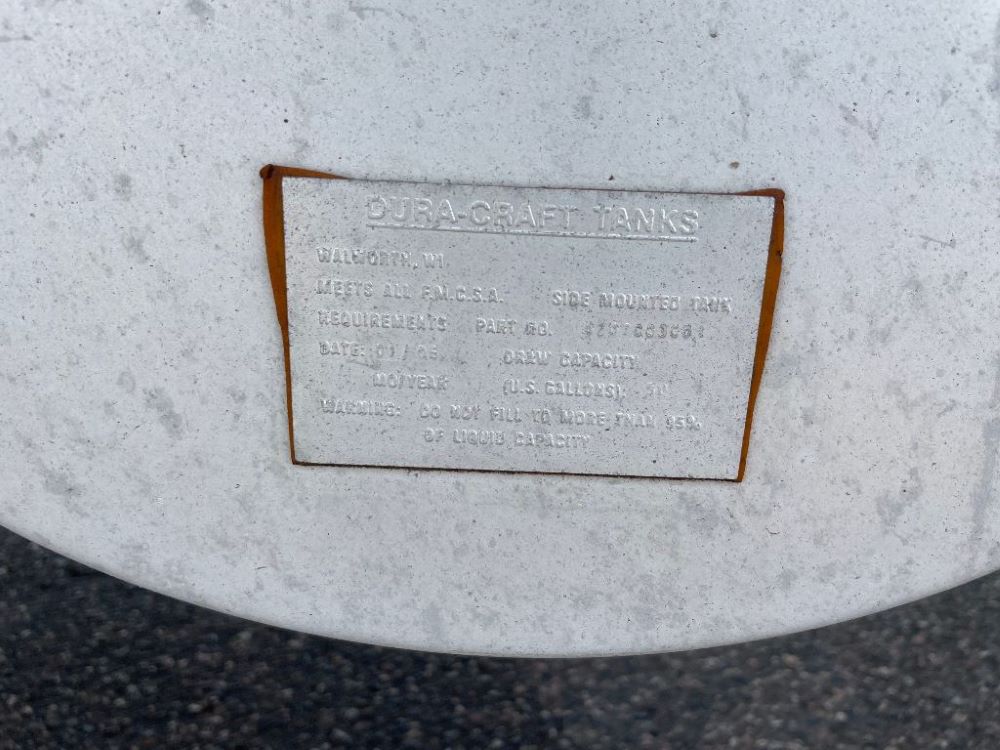 DURA-CRAFT TANKS
WALWORTH, WI.
MEETS ALL F.M.C.S.A. SIDE MOUNTED TANK
REQUIREMENTS PART NO.
DATE: 01/
DRAW CAPACITY
MO/YEAR (U.S. GALLONS):
WARNING: DO NOT FILL TO MORE THAN 95%
OF LIQUID CAPACITY